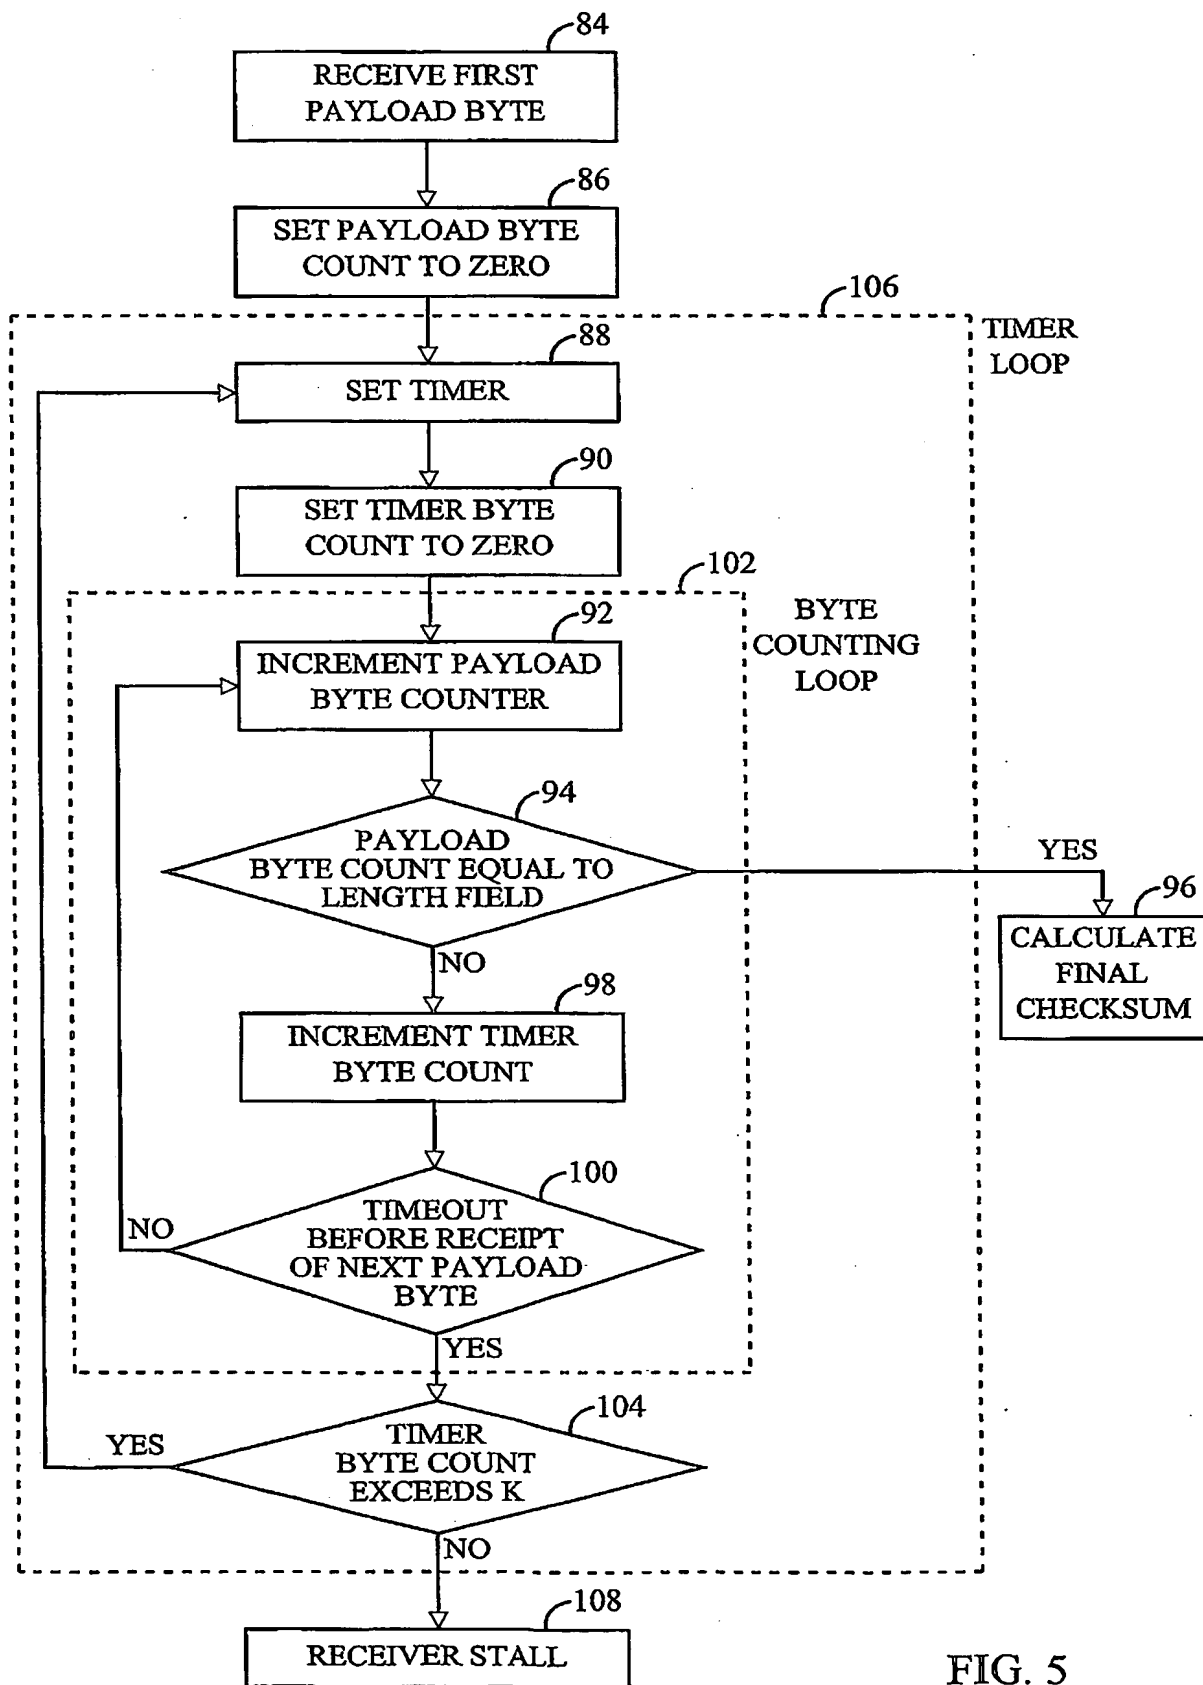 84
RECEIVE FIRST
PAYLOAD BYTE
86
SET PAYLOAD BYTE
COUNT TO ZERO
106
TIMER
LOOP
88
SET TIMER
90
SET TIMER BYTE
COUNT TO ZERO
102
BYTE
COUNTING
LOOP
92
INCREMENT PAYLOAD
BYTE COUNTER
94
PAYLOAD
BYTE COUNT EQUAL TO
LENGTH FIELD
YES
96
CALCULATE
FINAL
CHECKSUM
NO
98
INCREMENT TIMER
BYTE COUNT
100
TIMEOUT
BEFORE RECEIPT
OF NEXT PAYLOAD
BYTE
NO
YES
104
TIMER
BYTE COUNT
EXCEEDS K
YES
NO
108
RECEIVER STALL
FIG. 5